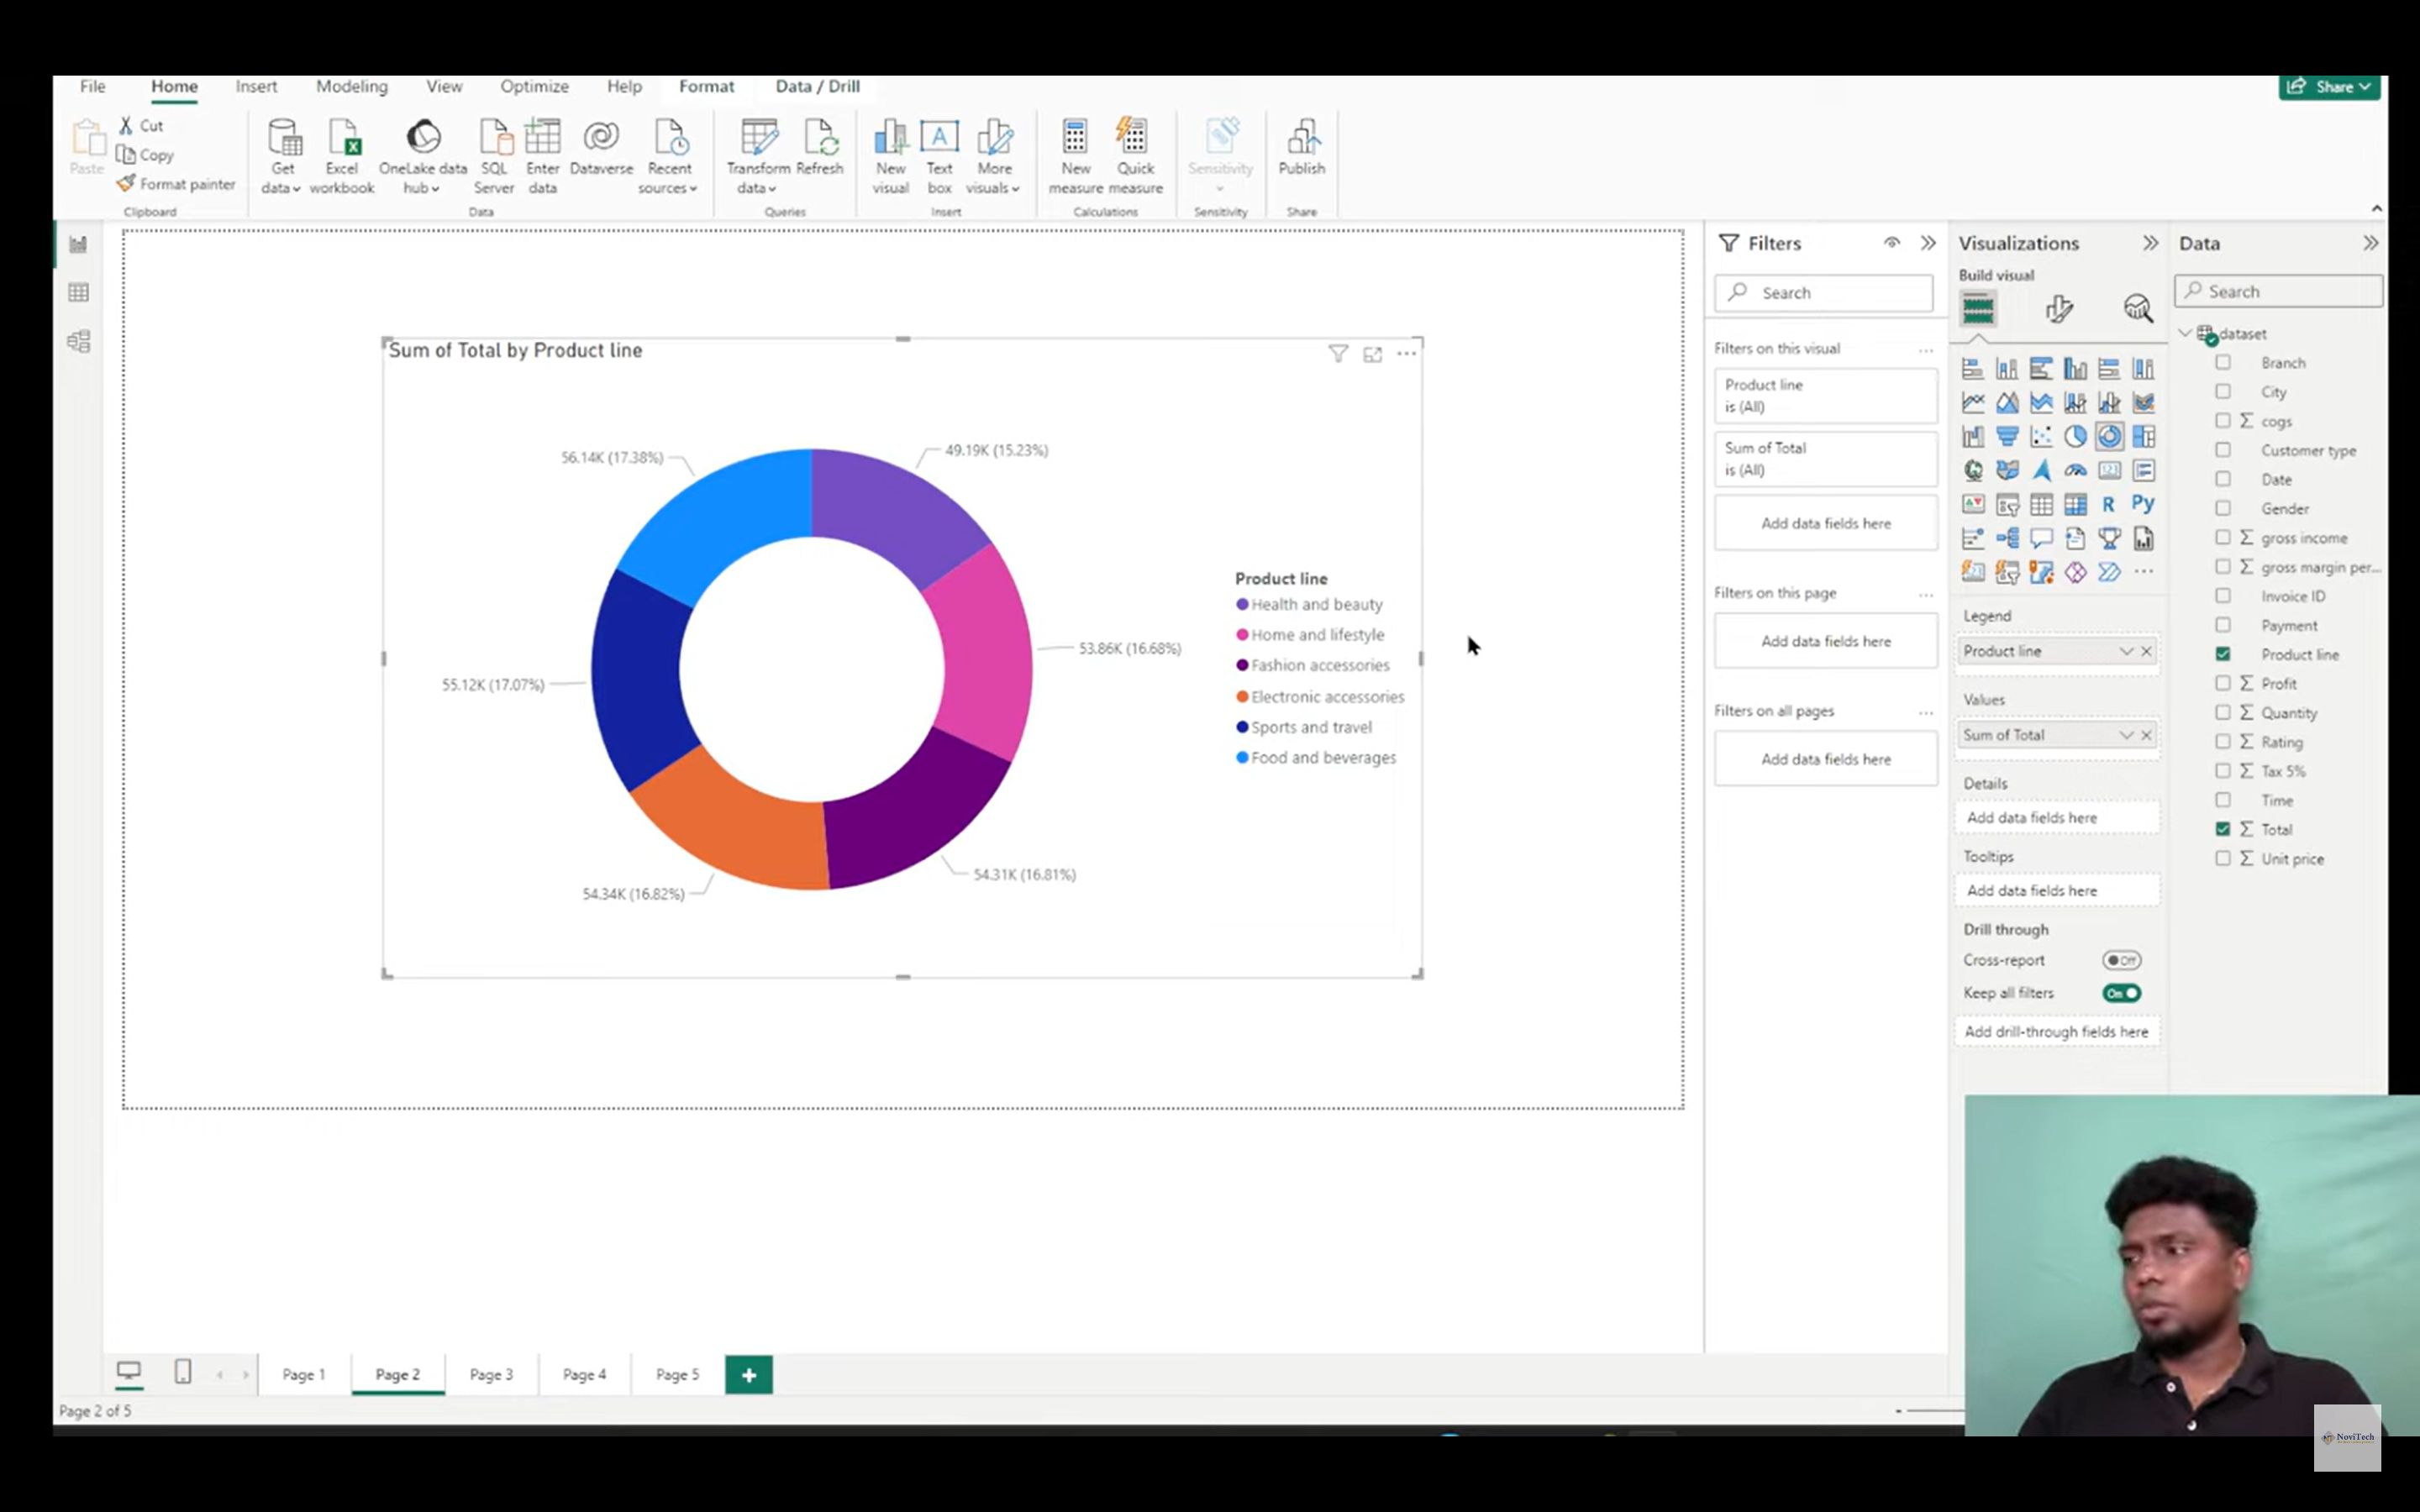 File Home Insert Modeling View Optimize Help Format Data / Drill Share
Paste
Cut
Copy
Format painter
Clipboard
Get data
Excel workbook
OneLake data hub
SQL Server
Enter data
Dataverse
Recent sources
Data
Transform data
Refresh
Queries
New visual
Text box
More visuals
Insert
New measure
Quick measure
Calculations
Sensitivity
Sensitivity
Publish
Share
Sum of Total by Product line
49.19K (15.23%)
56.14K (17.38%)
53.86K (16.68%)
55.12K (17.07%)
54.31K (16.81%)
54.34K (16.82%)
Product line
Health and beauty
Home and lifestyle
Fashion accessories
Electronic accessories
Sports and travel
Food and beverages
Filters
Search
Filters on this visual
Product line
is (All)
Sum of Total
is (All)
Add data fields here
Filters on this page
Add data fields here
Filters on all pages
Add data fields here
Visualizations
Build visual
123
R Py
Legend
Product line
Values
Sum of Total
Details
Add data fields here
Tooltips
Add data fields here
Drill through
Cross-report Off
Keep all filters On
Add drill-through fields here
Data
Search
dataset
Branch
City
Σ cogs
Customer type
Date
Gender
Σ gross income
Σ gross margin per...
Invoice ID
Payment
Product line
Σ Profit
Σ Quantity
Σ Rating
Σ Tax 5%
Time
Σ Total
Σ Unit price
Page 1 Page 2 Page 3 Page 4 Page 5 +
Page 2 of 5
NoviTech